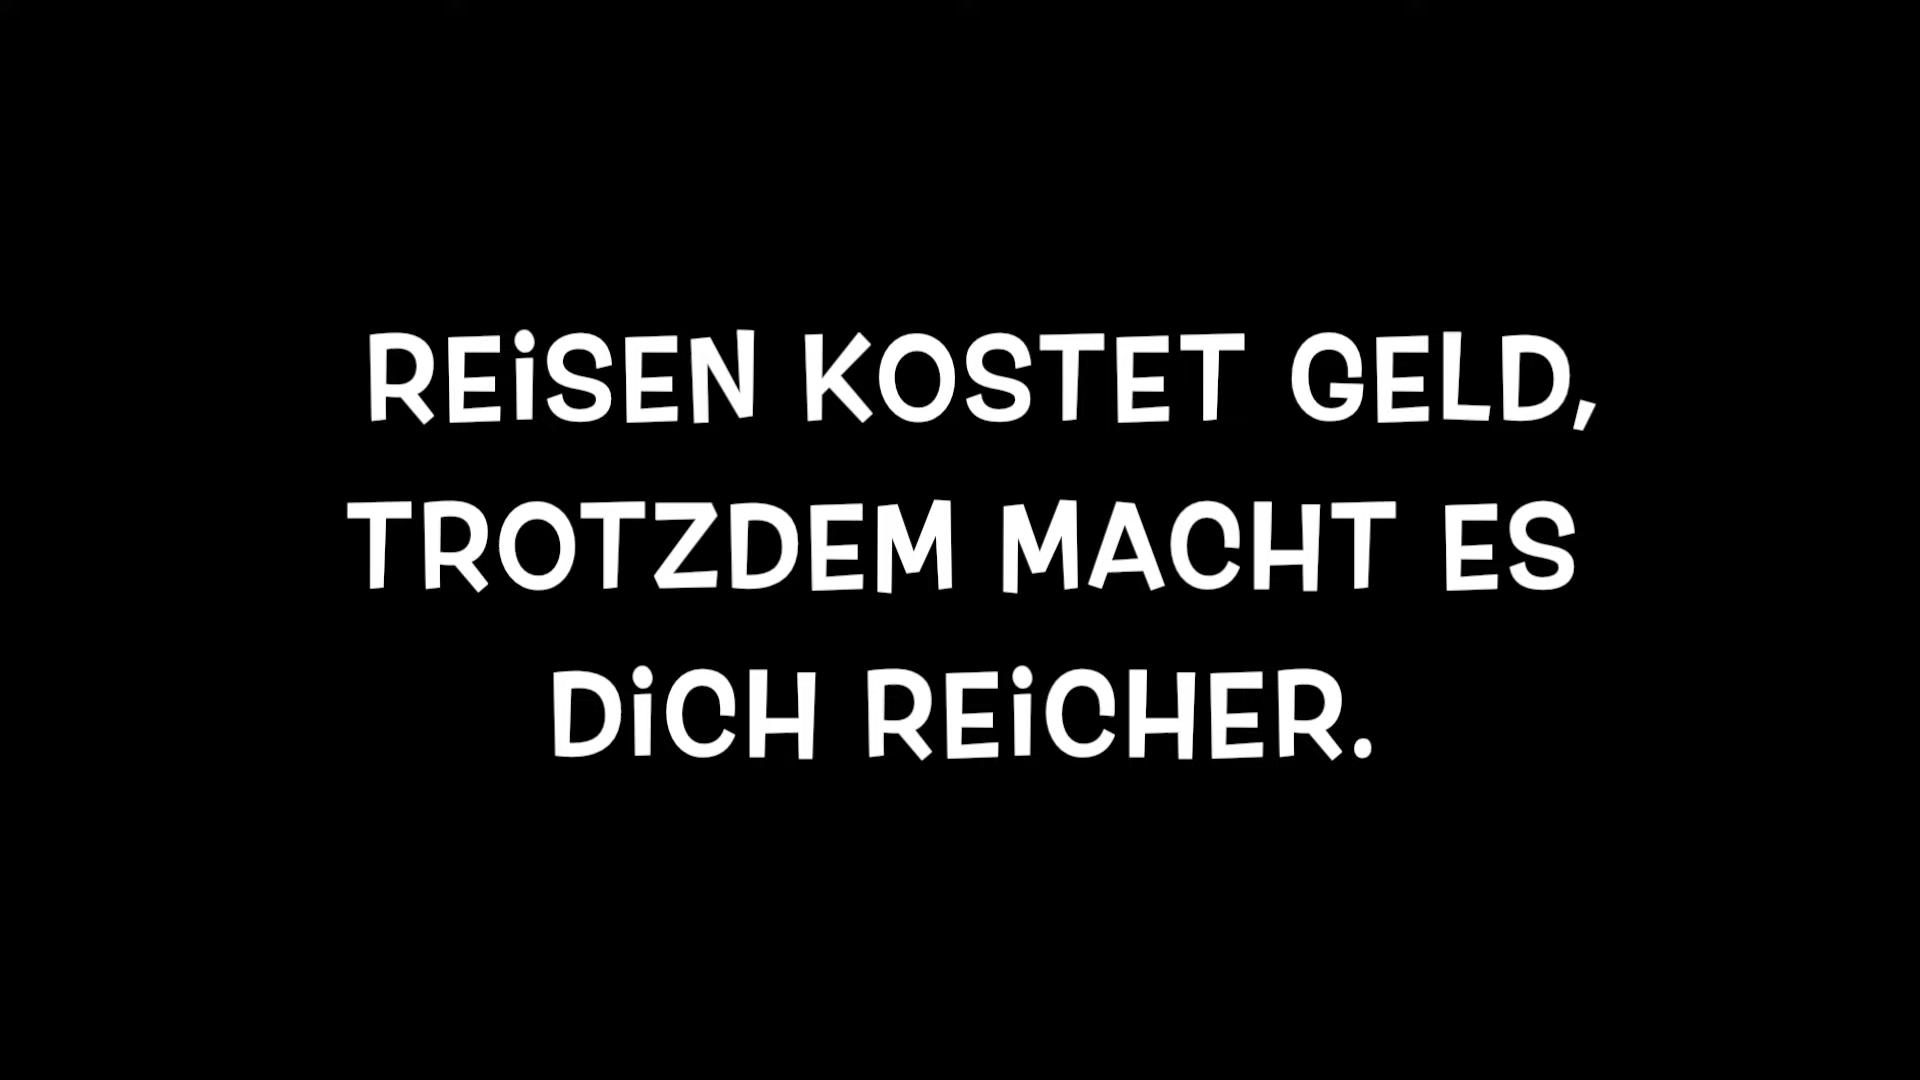 REiSEN KOSTET GELD,
TROTZDEM MACHT ES
DiCH REiCHER.